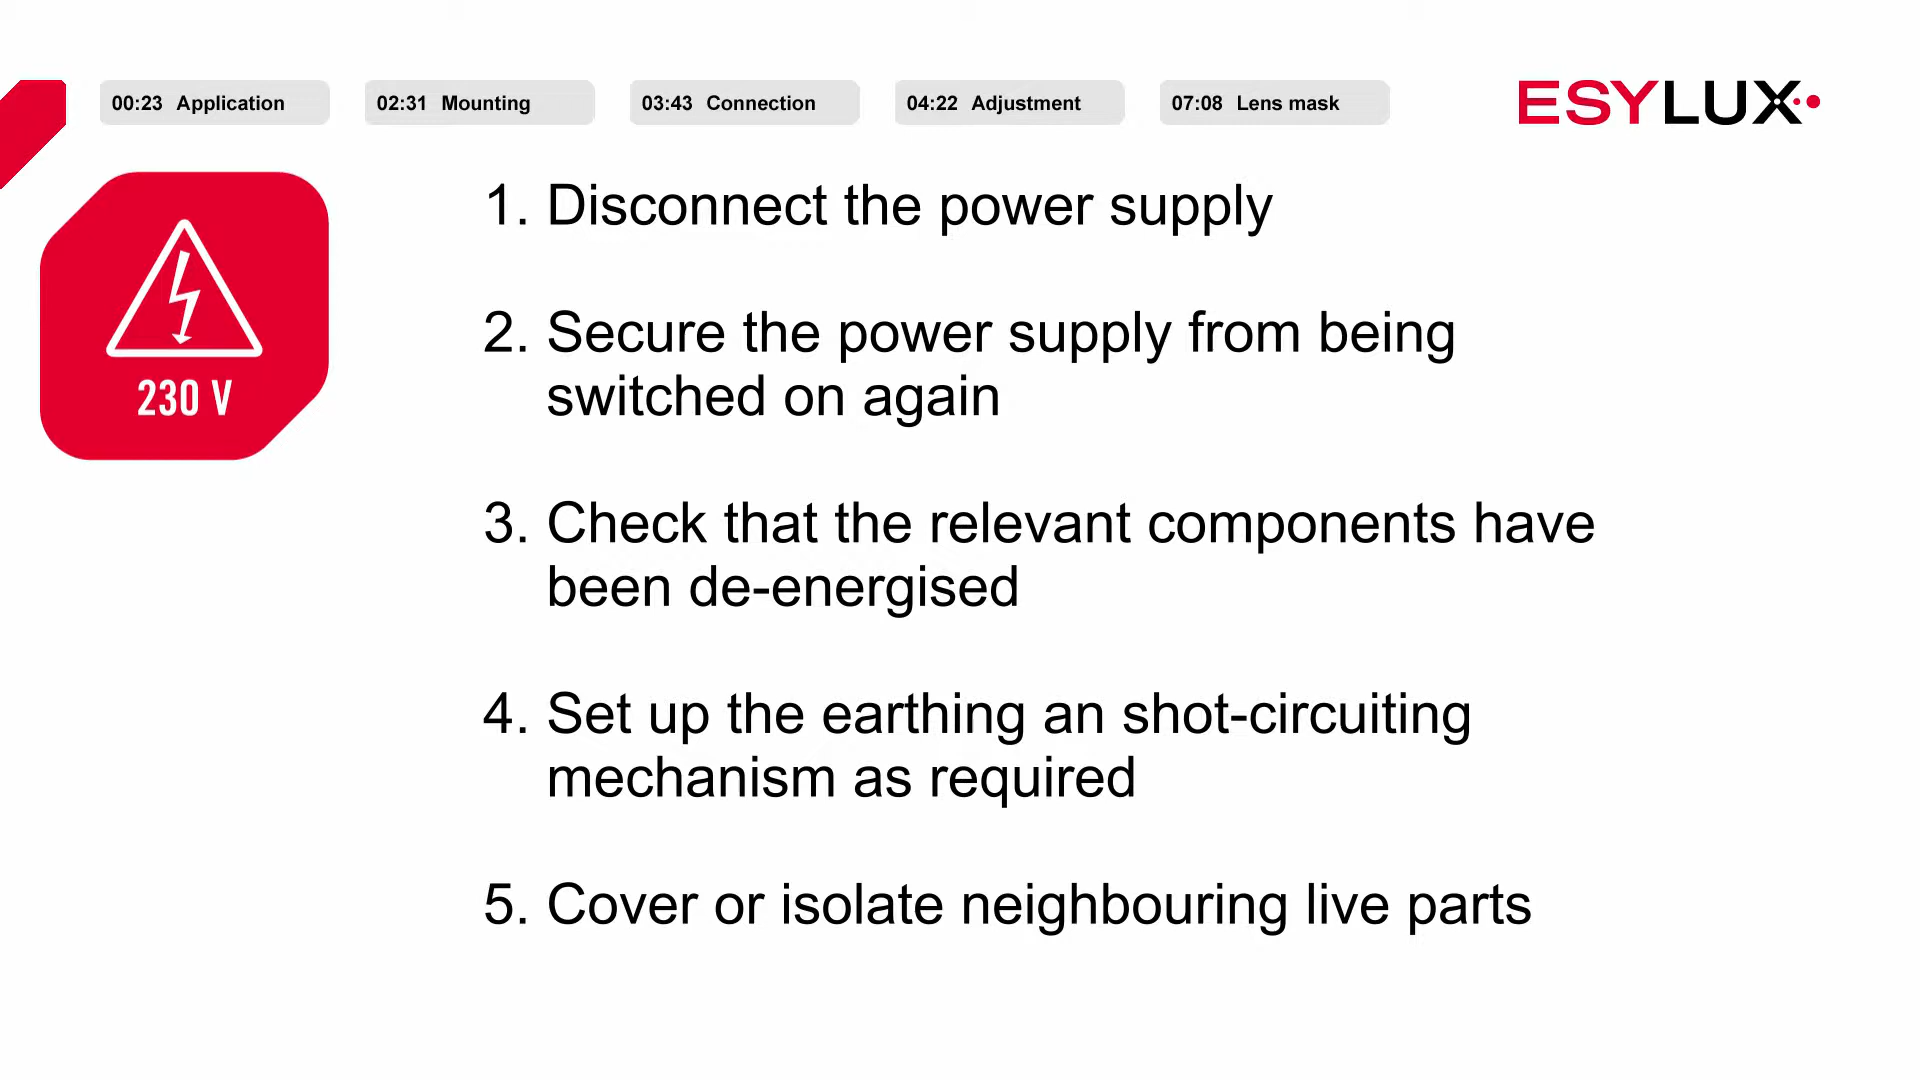 00:23 Application
02:31 Mounting
03:43 Connection
04:22 Adjustment
07:08 Lens mask
ESYLUX
230 V
1. Disconnect the power supply
2. Secure the power supply from being
switched on again
3. Check that the relevant components have
been de-energised
4. Set up the earthing an shot-circuiting
mechanism as required
5. Cover or isolate neighbouring live parts